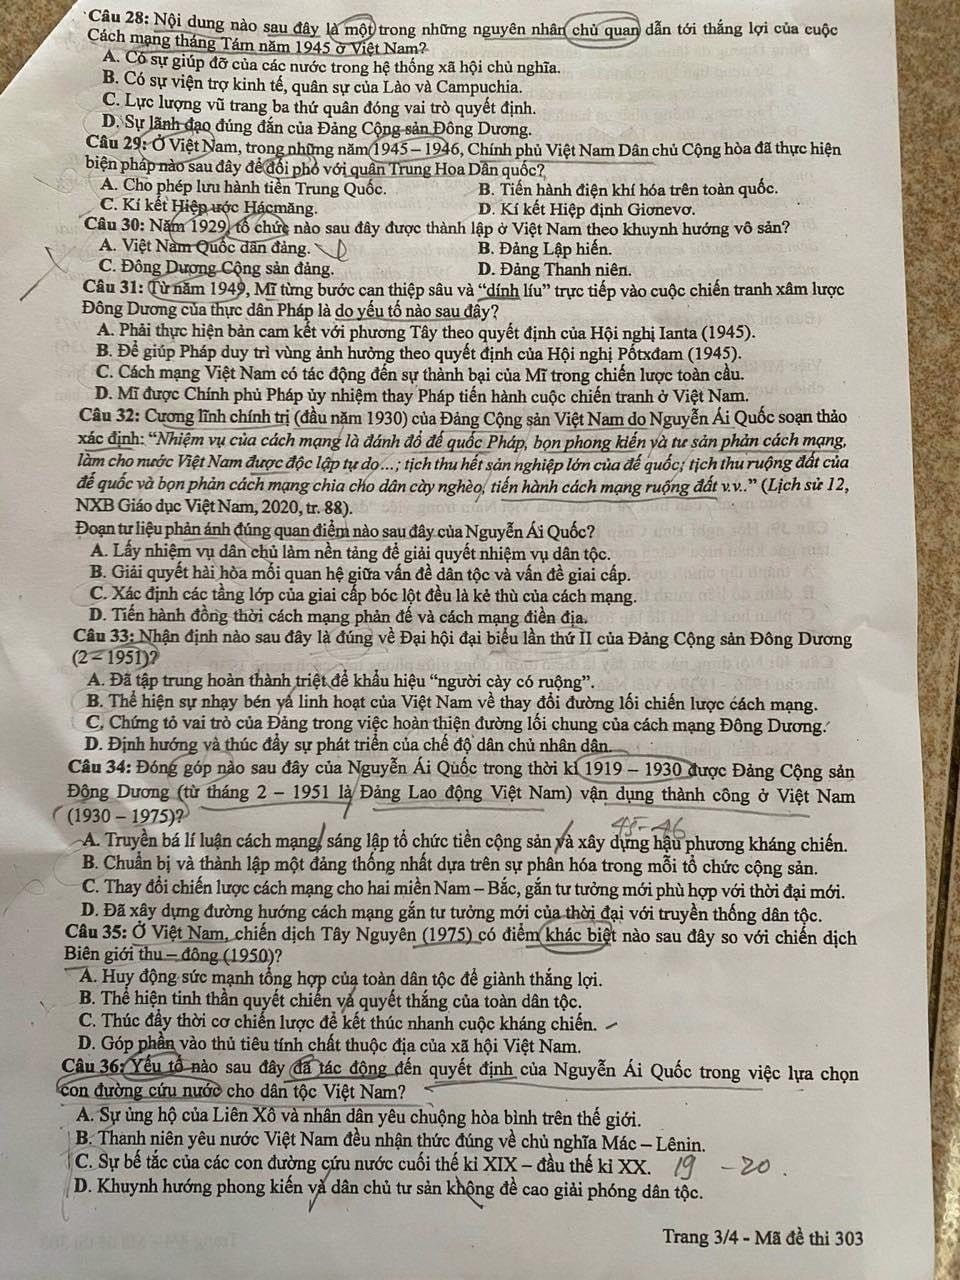 Câu 28: Nội dung nào sau đây là một trong những nguyên nhân chủ quan dẫn tới thắng lợi của cuộc
Cách mạng tháng Tám năm 1945 ở Việt Nam?
A. Có sự giúp đỡ của các nước trong hệ thống xã hội chủ nghĩa.
B. Có sự viện trợ kinh tế, quân sự của Lào và Campuchia.
C. Lực lượng vũ trang ba thứ quân đóng vai trò quyết định.
D. Sự lãnh đạo đúng đắn của Đảng Cộng sản Đông Dương.
Câu 29: Ở Việt Nam, trong những năm 1945 – 1946, Chính phủ Việt Nam Dân chủ Cộng hòa đã thực hiện
biện pháp nào sau đây để đối phó với quân Trung Hoa Dân quốc?
A. Cho phép lưu hành tiền Trung Quốc. B. Tiến hành điện khí hóa trên toàn quốc.
C. Kí kết Hiệp ước Hácmăng. D. Kí kết Hiệp định Giơnevơ.
Câu 30: Năm 1929, tổ chức nào sau đây được thành lập ở Việt Nam theo khuynh hướng vô sản?
A. Việt Nam Quốc dân đảng. B. Đảng Lập hiến.
C. Đông Dương Cộng sản đảng. D. Đảng Thanh niên.
Câu 31: Từ năm 1949, Mĩ từng bước can thiệp sâu và “dính líu” trực tiếp vào cuộc chiến tranh xâm lược
Đông Dương của thực dân Pháp là do yếu tố nào sau đây?
A. Phải thực hiện bản cam kết với phương Tây theo quyết định của Hội nghị Ianta (1945).
B. Để giúp Pháp duy trì vùng ảnh hưởng theo quyết định của Hội nghị Pốtxđam (1945).
C. Cách mạng Việt Nam có tác động đến sự thành bại của Mĩ trong chiến lược toàn cầu.
D. Mĩ được Chính phủ Pháp ủy nhiệm thay Pháp tiến hành cuộc chiến tranh ở Việt Nam.
Câu 32: Cương lĩnh chính trị (đầu năm 1930) của Đảng Cộng sản Việt Nam do Nguyễn Ái Quốc soạn thảo
xác định: “Nhiệm vụ của cách mạng là đánh đổ đế quốc Pháp, bọn phong kiến và tư sản phản cách mạng,
làm cho nước Việt Nam được độc lập tự do...; tịch thu hết sản nghiệp lớn của đế quốc; tịch thu ruộng đất của
đế quốc và bọn phản cách mạng chia cho dân cày nghèo, tiến hành cách mạng ruộng đất v.v..” (Lịch sử 12,
NXB Giáo dục Việt Nam, 2020, tr. 88).
Đoạn tư liệu phản ánh đúng quan điểm nào sau đây của Nguyễn Ái Quốc?
A. Lấy nhiệm vụ dân chủ làm nền tảng để giải quyết nhiệm vụ dân tộc.
B. Giải quyết hài hòa mối quan hệ giữa vấn đề dân tộc và vấn đề giai cấp.
C. Xác định các tầng lớp của giai cấp bóc lột đều là kẻ thù của cách mạng.
D. Tiến hành đồng thời cách mạng phản đế và cách mạng điền địa.
Câu 33: Nhận định nào sau đây là đúng về Đại hội đại biểu lần thứ II của Đảng Cộng sản Đông Dương
(2 – 1951)?
A. Đã tập trung hoàn thành triệt để khẩu hiệu “người cày có ruộng”.
B. Thể hiện sự nhạy bén và linh hoạt của Việt Nam về thay đổi đường lối chiến lược cách mạng.
C. Chứng tỏ vai trò của Đảng trong việc hoàn thiện đường lối chung của cách mạng Đông Dương.
D. Định hướng và thúc đẩy sự phát triển của chế độ dân chủ nhân dân.
Câu 34: Đóng góp nào sau đây của Nguyễn Ái Quốc trong thời kì 1919 – 1930 được Đảng Cộng sản
Đông Dương (từ tháng 2 – 1951 là Đảng Lao động Việt Nam) vận dụng thành công ở Việt Nam
(1930 – 1975)?
45-46
A. Truyền bá lí luận cách mạng, sáng lập tổ chức tiền cộng sản và xây dựng hậu phương kháng chiến.
B. Chuẩn bị và thành lập một đảng thống nhất dựa trên sự phân hóa trong mỗi tổ chức cộng sản.
C. Thay đổi chiến lược cách mạng cho hai miền Nam – Bắc, gắn tư tưởng mới phù hợp với thời đại mới.
D. Đã xây dựng đường hướng cách mạng gắn tư tưởng mới của thời đại với truyền thống dân tộc.
Câu 35: Ở Việt Nam, chiến dịch Tây Nguyên (1975) có điểm khác biệt nào sau đây so với chiến dịch
Biên giới thu – đông (1950)?
A. Huy động sức mạnh tổng hợp của toàn dân tộc để giành thắng lợi.
B. Thể hiện tinh thần quyết chiến và quyết thắng của toàn dân tộc.
C. Thúc đẩy thời cơ chiến lược để kết thúc nhanh cuộc kháng chiến.
D. Góp phần vào thủ tiêu tính chất thuộc địa của xã hội Việt Nam.
Câu 36: Yếu tố nào sau đây đã tác động đến quyết định của Nguyễn Ái Quốc trong việc lựa chọn
con đường cứu nước cho dân tộc Việt Nam?
A. Sự ủng hộ của Liên Xô và nhân dân yêu chuộng hòa bình trên thế giới.
B. Thanh niên yêu nước Việt Nam đều nhận thức đúng về chủ nghĩa Mác – Lênin.
C. Sự bế tắc của các con đường cứu nước cuối thế kỉ XIX – đầu thế kỉ XX. 19 -20.
D. Khuynh hướng phong kiến và dân chủ tư sản không đề cao giải phóng dân tộc.
Trang 3/4 - Mã đề thi 303